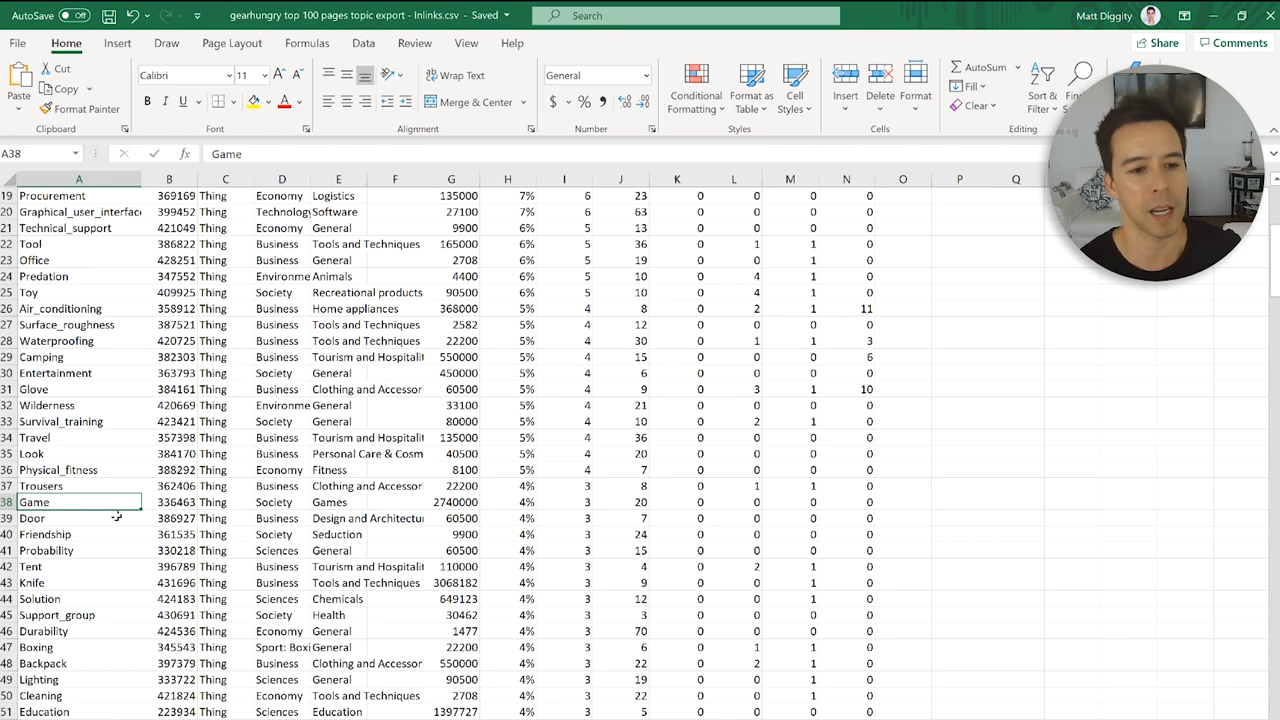 AutoSave Off gearhungry top 100 pages topic export - Inlinks.csv - Saved Search Matt Diggity
File Home Insert Draw Page Layout Formulas Data Review View Help Share Comments
Cut Calibri 11 A A Wrap Text General AutoSum
Paste Copy B I U A Merge & Center $ % 9 Conditional Formatting Format as Table Cell Styles Insert Delete Format Fill Sort & Filter
Format Painter Clear
Clipboard Font Alignment Number Styles Cells Editing
A38 fx Game
A B C D E F G H I J K L M N O P Q
19 Procurement 369169 Thing Economy Logistics 135000 7% 6 23 0 0 0 0
20 Graphical_user_interface 399452 Thing Technology Software 27100 7% 6 63 0 0 0 0
21 Technical_support 421049 Thing Economy General 9900 6% 5 13 0 0 0 0
22 Tool 386822 Thing Business Tools and Techniques 165000 6% 5 36 0 1 1 0
23 Office 428251 Thing Business General 2708 6% 5 19 0 0 1 0
24 Predation 347552 Thing Environme Animals 4400 6% 5 10 0 4 1 0
25 Toy 409925 Thing Society Recreational products 90500 6% 5 10 0 4 1 0
26 Air_conditioning 358912 Thing Business Home appliances 368000 5% 4 8 0 2 1 11
27 Surface_roughness 387521 Thing Business Tools and Techniques 2582 5% 4 12 0 0 0 0
28 Waterproofing 420725 Thing Business Tools and Techniques 22200 5% 4 30 0 1 1 3
29 Camping 382303 Thing Business Tourism and Hospitalit 550000 5% 4 15 0 0 0 6
30 Entertainment 363793 Thing Society General 450000 5% 4 6 0 0 0 0
31 Glove 384161 Thing Business Clothing and Accessor 60500 5% 4 9 0 3 1 10
32 Wilderness 420669 Thing Environme General 33100 5% 4 21 0 0 0 0
33 Survival_training 423421 Thing Society General 80000 5% 4 10 0 2 1 0
34 Travel 357398 Thing Business Tourism and Hospitalit 135000 5% 4 36 0 0 0 0
35 Look 384170 Thing Business Personal Care & Cosm 40500 5% 4 20 0 0 0 0
36 Physical_fitness 388292 Thing Economy Fitness 8100 5% 4 7 0 0 0 0
37 Trousers 362406 Thing Business Clothing and Accessor 22200 4% 3 8 0 1 1 0
38 Game 336463 Thing Society Games 2740000 4% 3 20 0 0 0 0
39 Door 386927 Thing Business Design and Architectu 60500 4% 3 7 0 0 0 0
40 Friendship 361535 Thing Society Seduction 9900 4% 3 24 0 0 0 0
41 Probability 330218 Thing Sciences General 60500 4% 3 15 0 0 0 0
42 Tent 396789 Thing Business Tourism and Hospitalit 110000 4% 3 4 0 2 1 0
43 Knife 431696 Thing Business Tools and Techniques 3068182 4% 3 9 0 0 1 0
44 Solution 424183 Thing Sciences Chemicals 649123 4% 3 12 0 0 1 0
45 Support_group 430691 Thing Society Health 30462 4% 3 3 0 0 0 0
46 Durability 424536 Thing Economy General 1477 4% 3 70 0 0 0 0
47 Boxing 345543 Thing Sport: Boxi General 22200 4% 3 6 0 1 1 0
48 Backpack 397379 Thing Business Clothing and Accessor 550000 4% 3 22 0 2 1 0
49 Lighting 333722 Thing Sciences General 90500 4% 3 19 0 0 1 0
50 Cleaning 421824 Thing Economy Tools and Techniques 2708 4% 3 22 0 0 1 0
51 Education 223934 Thing Sciences Education 1397727 4% 3 5 0 0 0 0